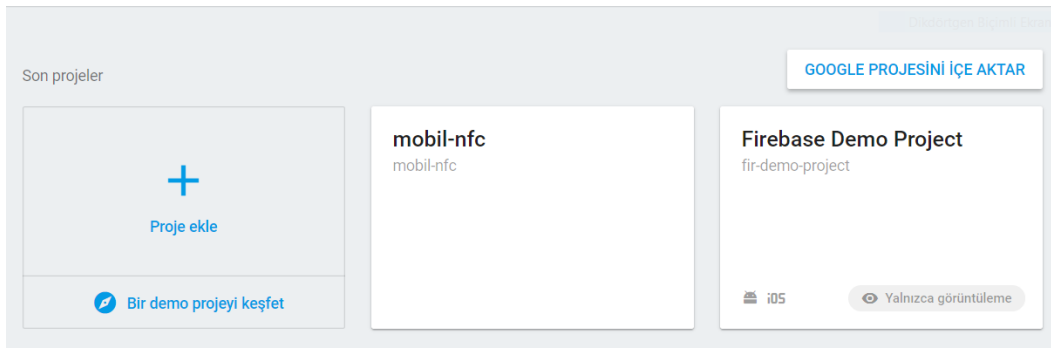 Son projeler
GOOGLE PROJESİNİ İÇE AKTAR
Proje ekle
Bir demo projeyi keşfet
mobil-nfc
mobil-nfc
Firebase Demo Project
fir-demo-project
iOS
Yalnızca görüntüleme